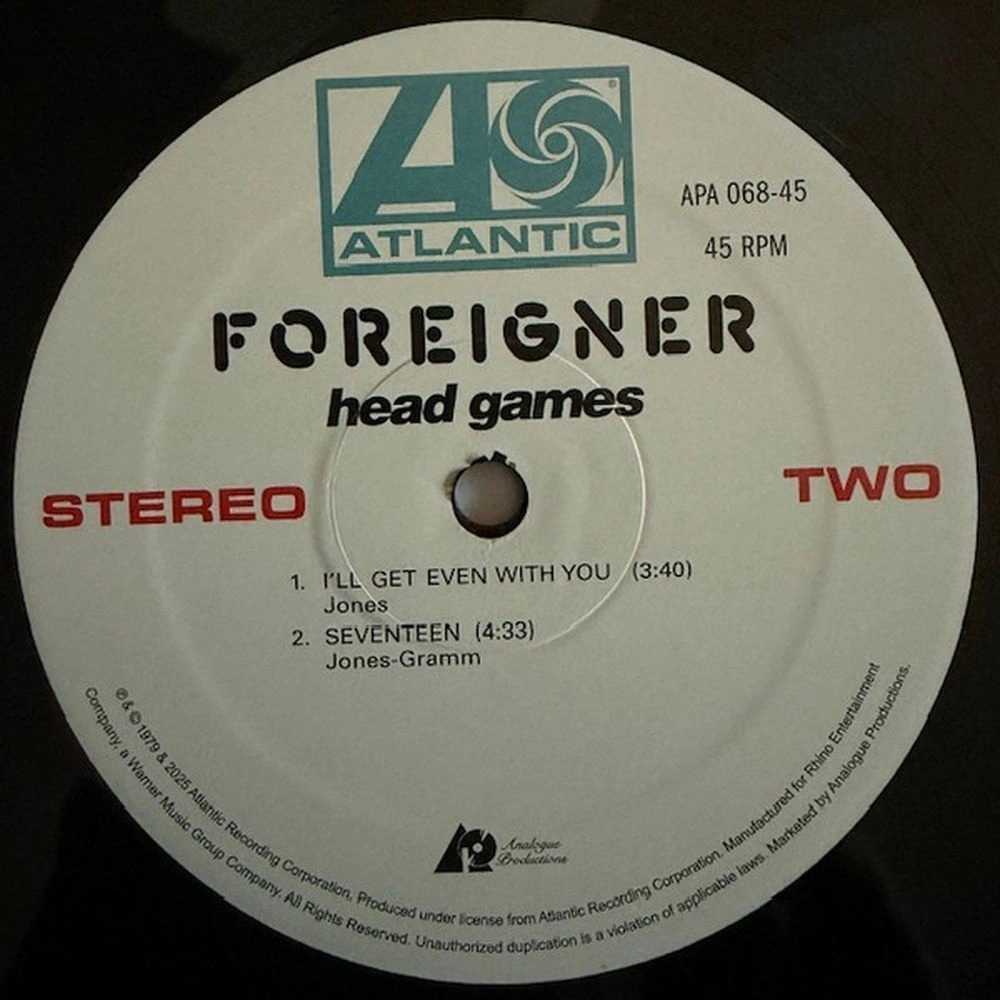 ATLANTIC
APA 068-45
45 RPM
FOREIGNER
head games
STEREO
TWO
1. I'LL GET EVEN WITH YOU (3:40)
Jones
2. SEVENTEEN (4:33)
Jones-Gramm
Analogue
Productions
℗ & © 1979 & 2025 Atlantic Recording Corporation. Produced under license from Atlantic Recording Corporation. Manufactured for Rhino Entertainment
Company, a Warner Music Group Company. All Rights Reserved. Unauthorized duplication is a violation of applicable laws. Marketed by Analogue Productions.